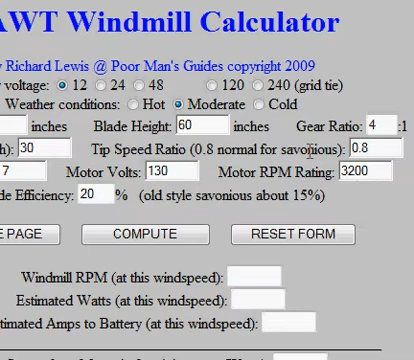 AWT Windmill Calculator
Richard Lewis @ Poor Man's Guides copyright 2009
voltage: 12 24 48 120 240 (grid tie)
Weather conditions: Hot Moderate Cold
inches Blade Height: 60 inches Gear Ratio: 4 :1
30 Tip Speed Ratio (0.8 normal for savonious): 0.8
7 Motor Volts: 130 Motor RPM Rating: 3200
Efficiency: 20 % (old style savonious about 15%)
PAGE COMPUTE RESET FORM
Windmill RPM (at this windspeed):
Estimated Watts (at this windspeed):
timated Amps to Battery (at this windspeed):